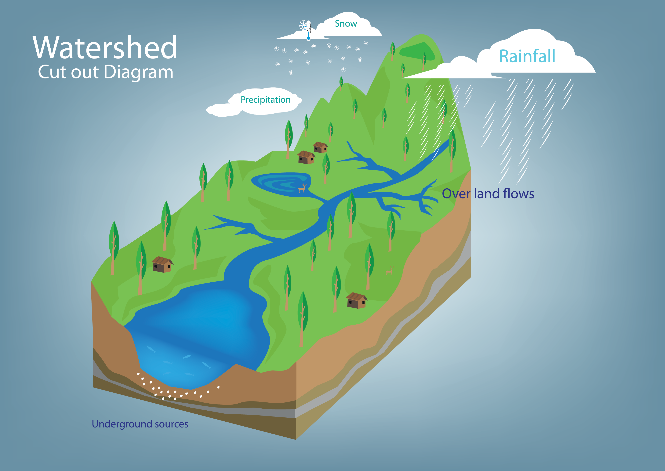 Watershed
Cut out Diagram
Snow
Rainfall
Precipitation
Over land flows
Underground sources